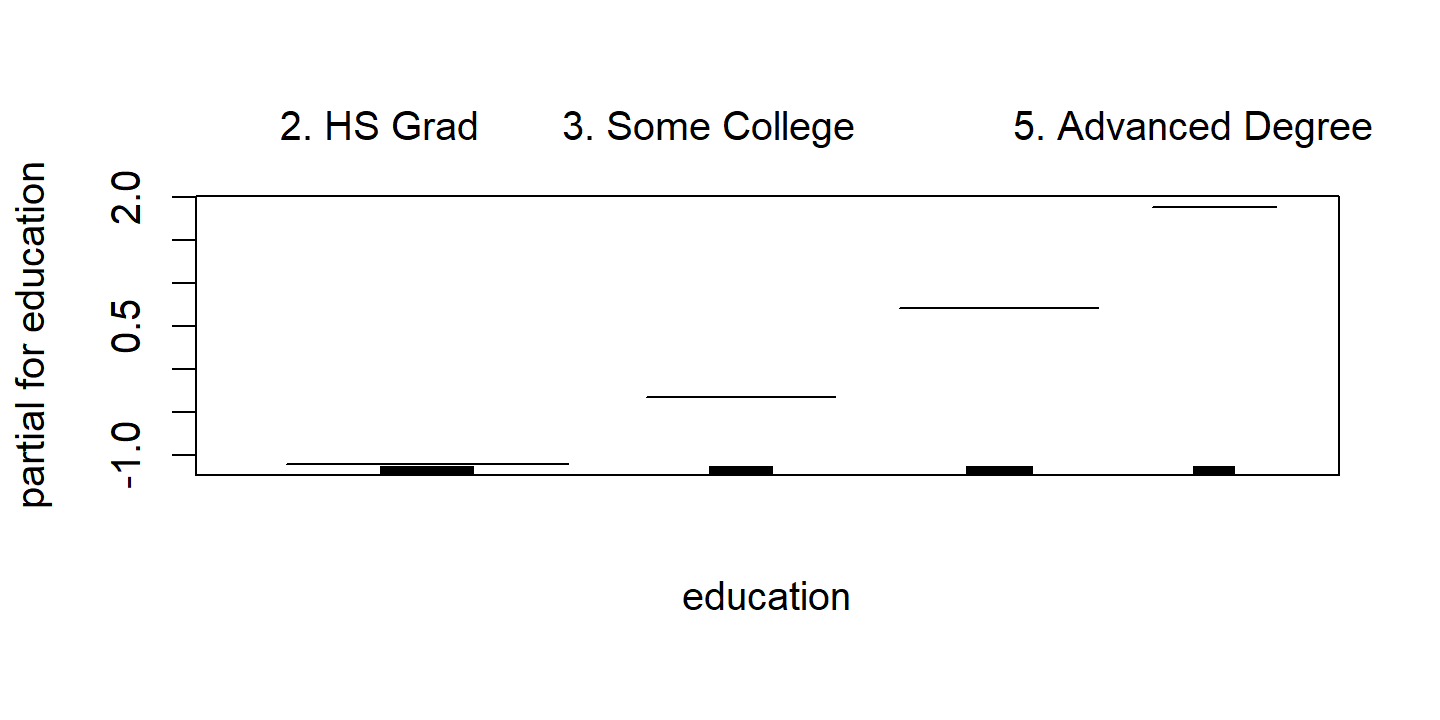 2. HS Grad
3. Some College
5. Advanced Degree
partial for education
2.0
0.5
-1.0
education